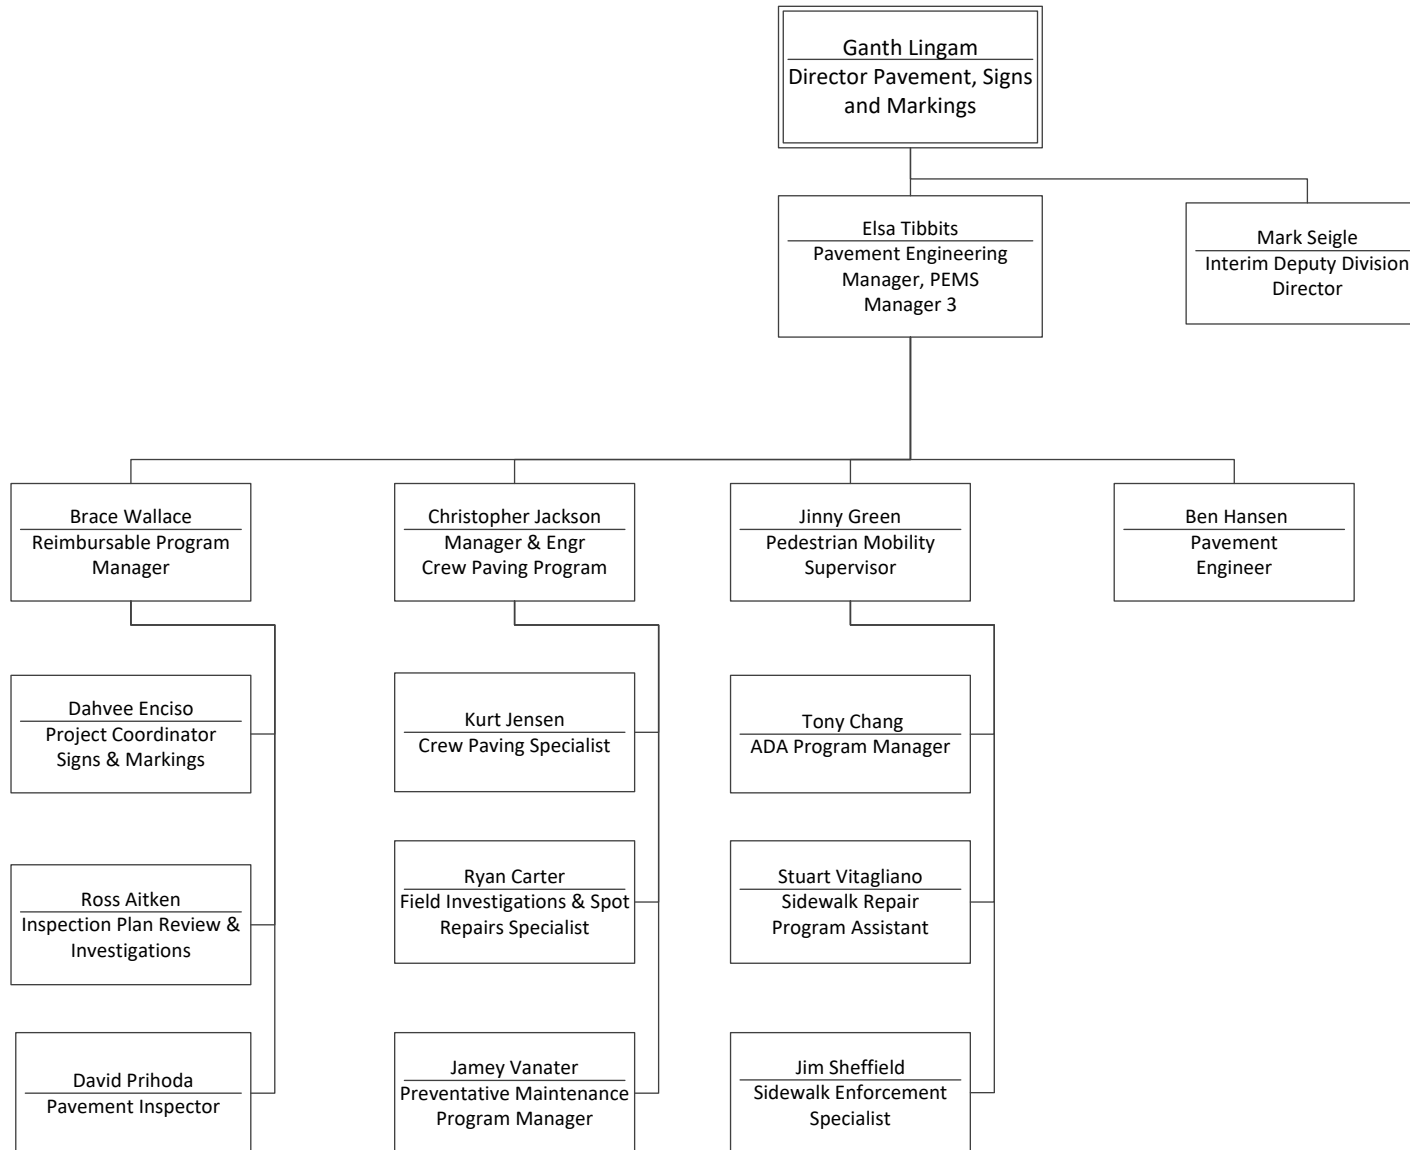 Ganth Lingam
Director Pavement, Signs
and Markings
Elsa Tibbits
Pavement Engineering
Manager, PEMS
Manager 3
Mark Seigle
Interim Deputy Division
Director
Brace Wallace
Reimbursable Program
Manager
Christopher Jackson
Manager & Engr
Crew Paving Program
Jinny Green
Pedestrian Mobility
Supervisor
Ben Hansen
Pavement
Engineer
Dahvee Enciso
Project Coordinator
Signs & Markings
Kurt Jensen
Crew Paving Specialist
Tony Chang
ADA Program Manager
Ross Aitken
Inspection Plan Review &
Investigations
Ryan Carter
Field Investigations & Spot
Repairs Specialist
Stuart Vitagliano
Sidewalk Repair
Program Assistant
David Prihoda
Pavement Inspector
Jamey Vanater
Preventative Maintenance
Program Manager
Jim Sheffield
Sidewalk Enforcement
Specialist